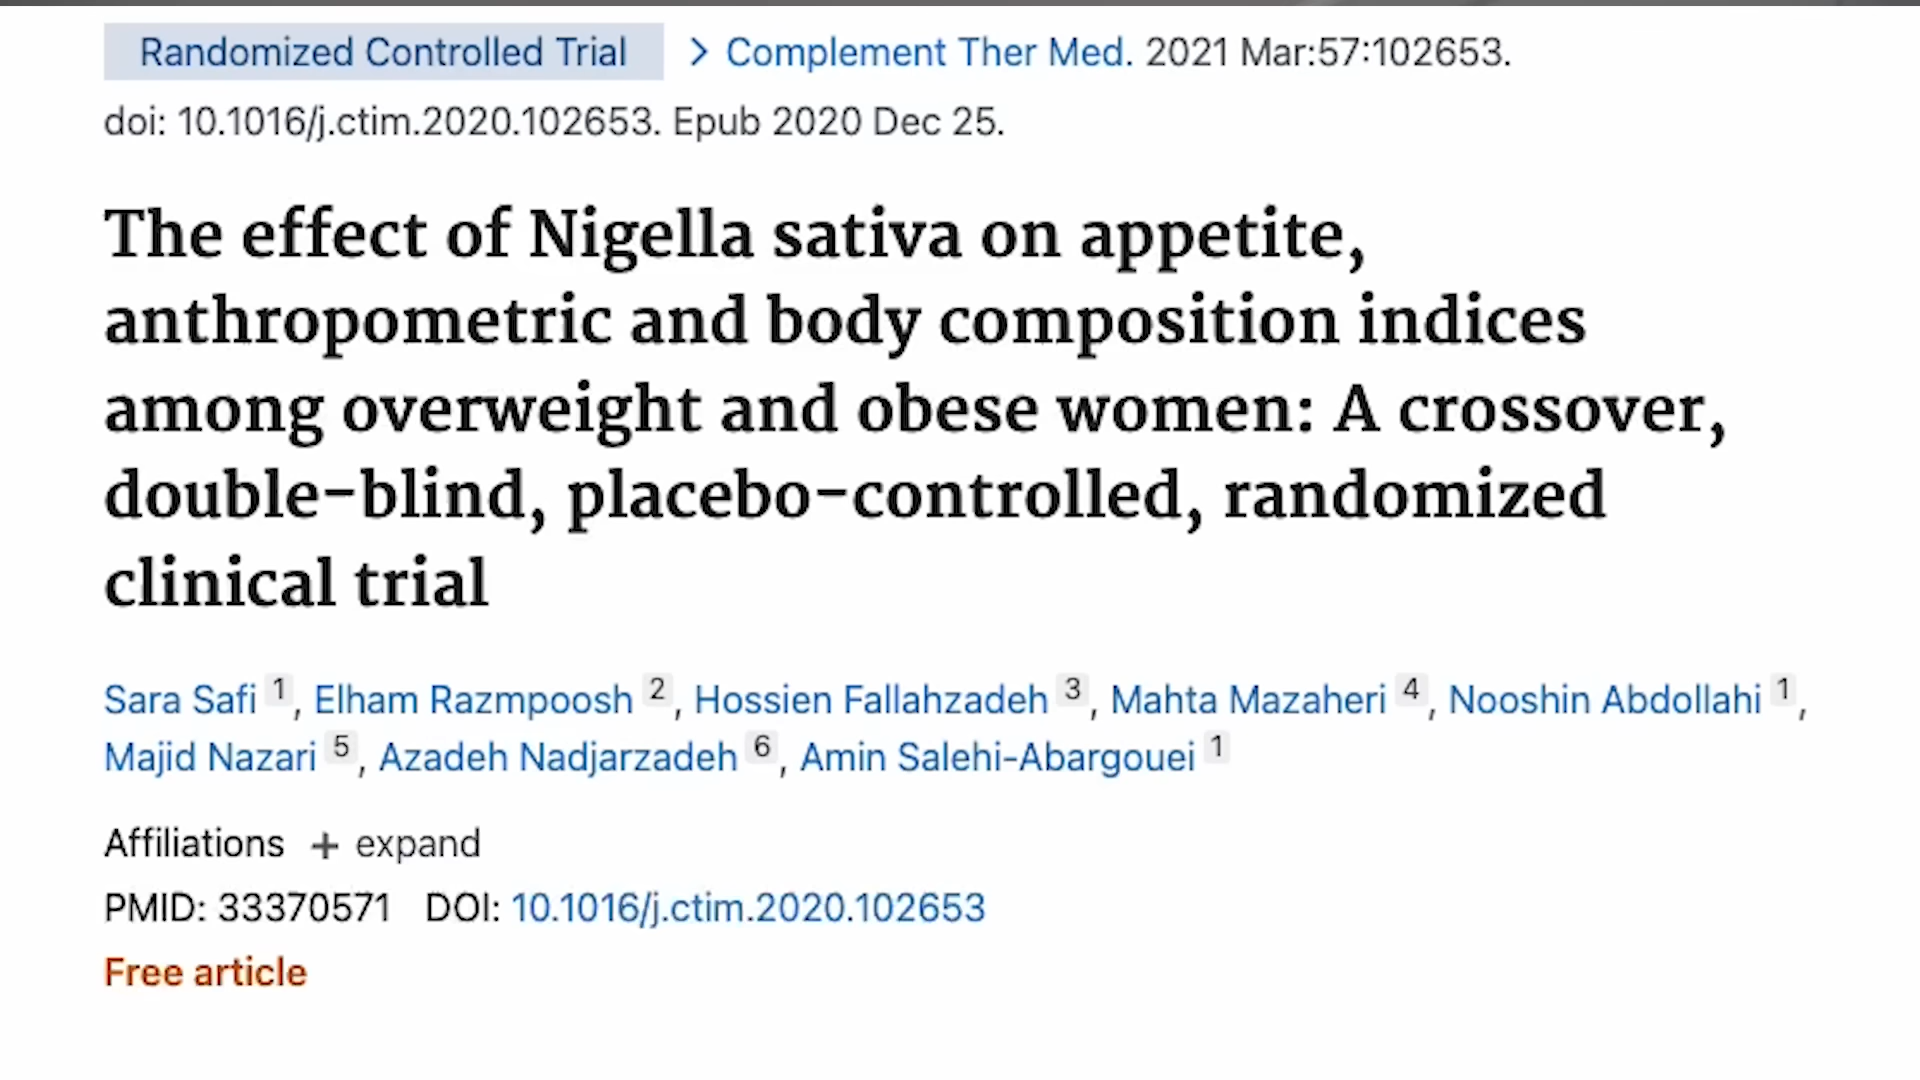 Randomized Controlled Trial > Complement Ther Med. 2021 Mar:57:102653.
doi: 10.1016/j.ctim.2020.102653. Epub 2020 Dec 25.
The effect of Nigella sativa on appetite,
anthropometric and body composition indices
among overweight and obese women: A crossover,
double-blind, placebo-controlled, randomized
clinical trial
Sara Safi 1, Elham Razmpoosh 2, Hossien Fallahzadeh 3, Mahta Mazaheri 4, Nooshin Abdollahi 1,
Majid Nazari 5, Azadeh Nadjarzadeh 6, Amin Salehi-Abargouei 1
Affiliations + expand
PMID: 33370571 DOI: 10.1016/j.ctim.2020.102653
Free article